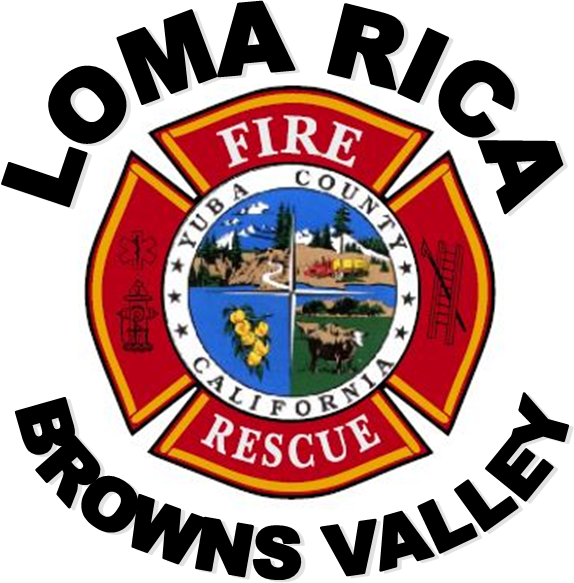 LOMA RICA
FIRE
YUBA COUNTY
CALIFORNIA
RESCUE
BROWNS VALLEY